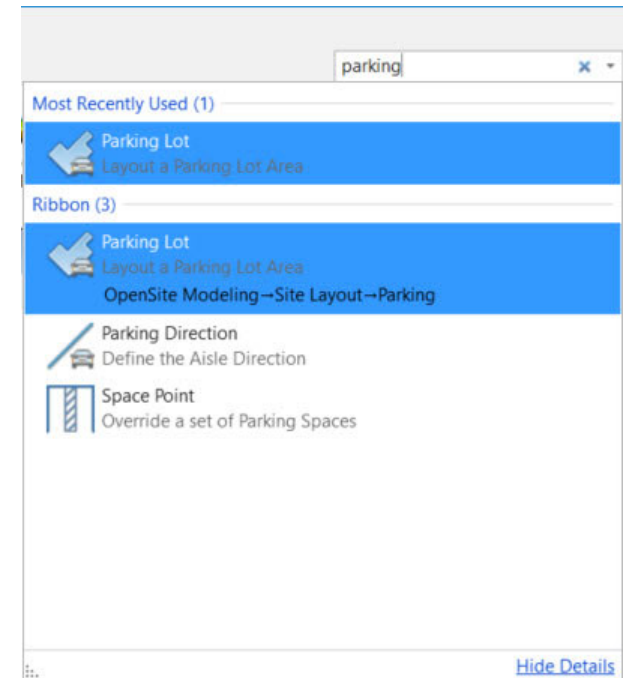 parking
Most Recently Used (1)
Parking Lot
Layout a Parking Lot Area
Ribbon (3)
Parking Lot
Layout a Parking Lot Area
OpenSite Modeling→Site Layout→Parking
Parking Direction
Define the Aisle Direction
Space Point
Override a set of Parking Spaces
Hide Details